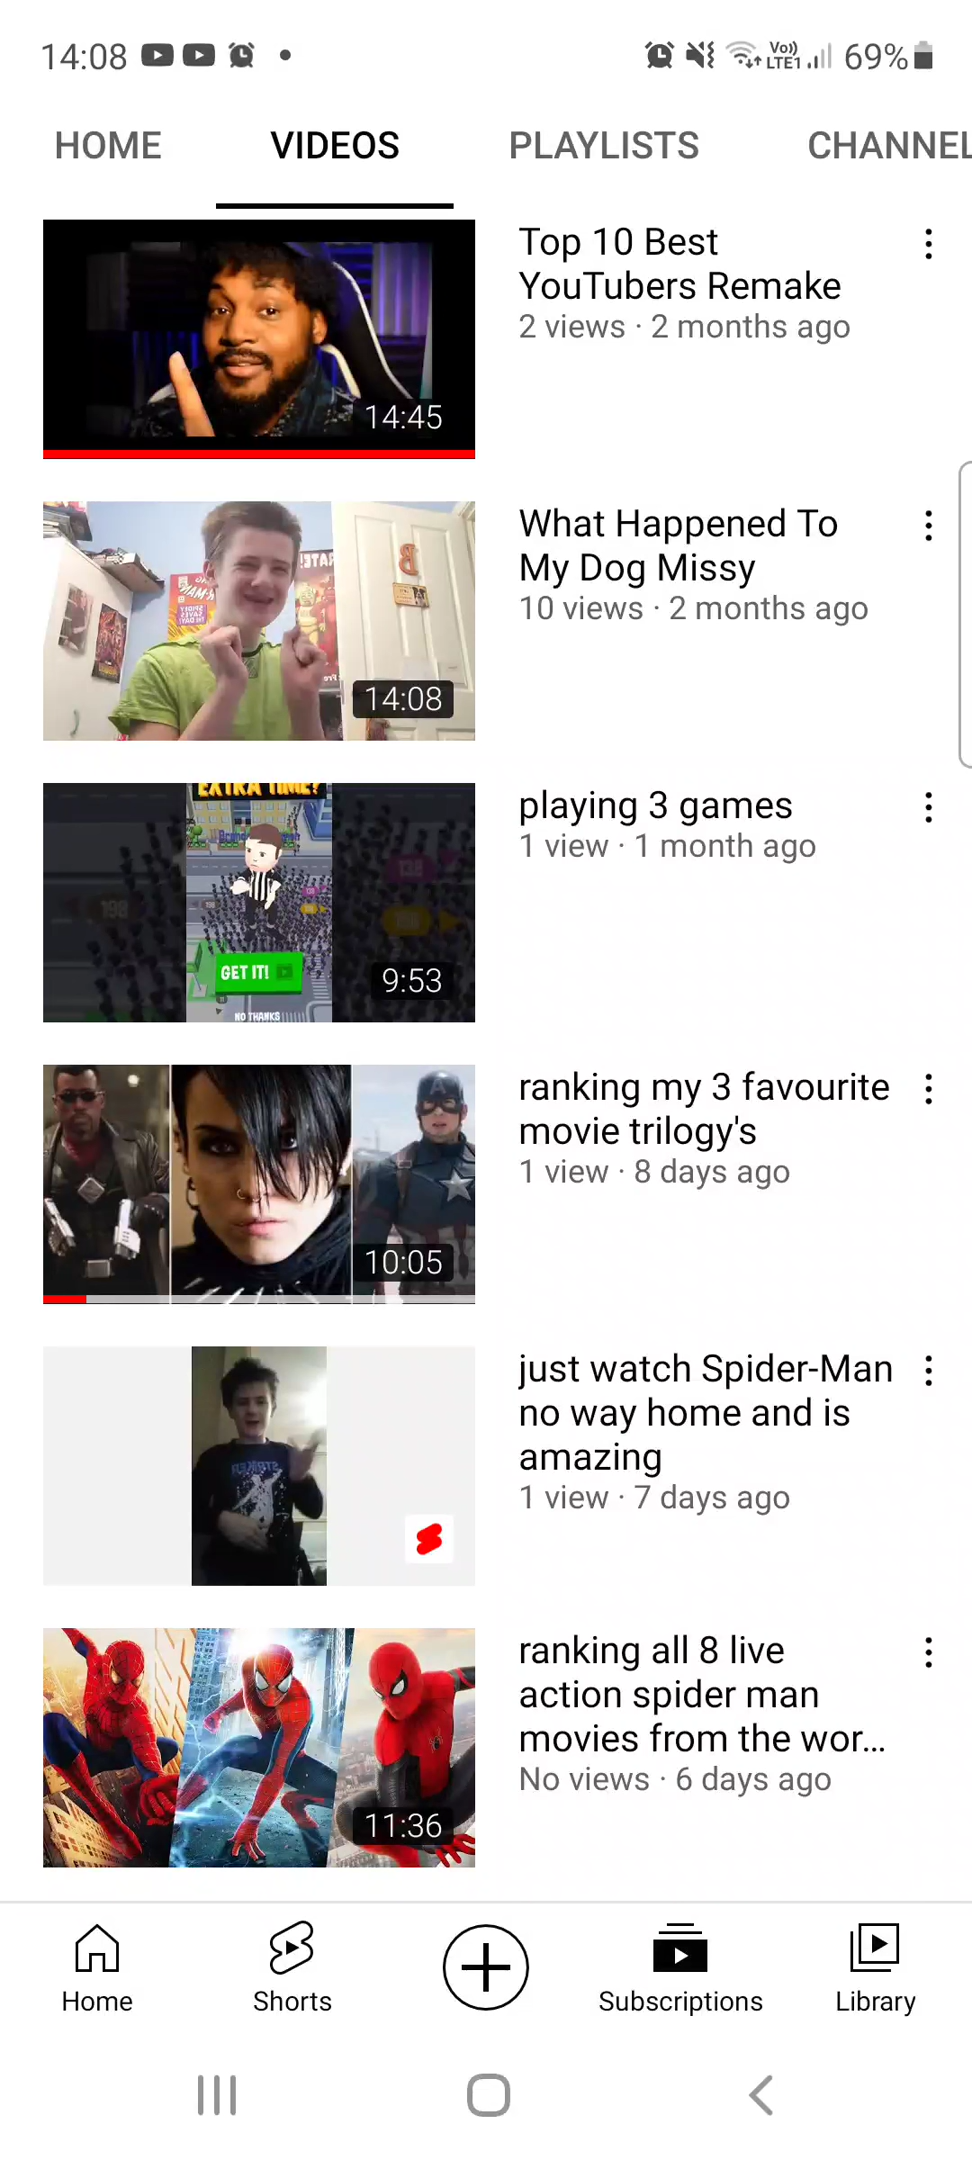 14:08
Vo))
LTE1
69%
HOME
VIDEOS
PLAYLISTS
CHANNEL
14:45
Top 10 Best
YouTubers Remake
2 views · 2 months ago
14:08
What Happened To
My Dog Missy
10 views · 2 months ago
EXTRA TIME?
198
GET IT!
NO THANKS
9:53
playing 3 games
1 view · 1 month ago
10:05
ranking my 3 favourite
movie trilogy's
1 view · 8 days ago
just watch Spider-Man
no way home and is
amazing
1 view · 7 days ago
11:36
ranking all 8 live
action spider man
movies from the wor...
No views · 6 days ago
Home
Shorts
Subscriptions
Library